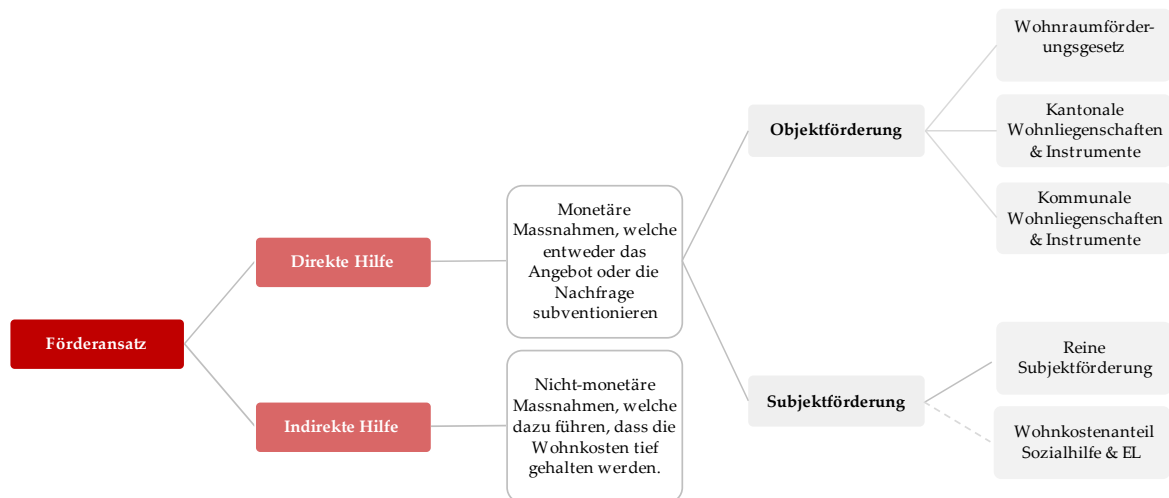 Förderansatz
Direkte Hilfe
Indirekte Hilfe
Monetäre
Massnahmen, welche
entweder das
Angebot oder die
Nachfrage
subventionieren
Nicht-monetäre
Massnahmen, welche
dazu führen, dass die
Wohnkosten tief
gehalten werden.
Objektförderung
Subjektförderung
Wohnraumförder-
ungsgesetz
Kantonale
Wohnliegenschaften
& Instrumente
Kommunale
Wohnliegenschaften
& Instrumente
Reine
Subjektförderung
Wohnkostenanteil
Sozialhilfe & EL